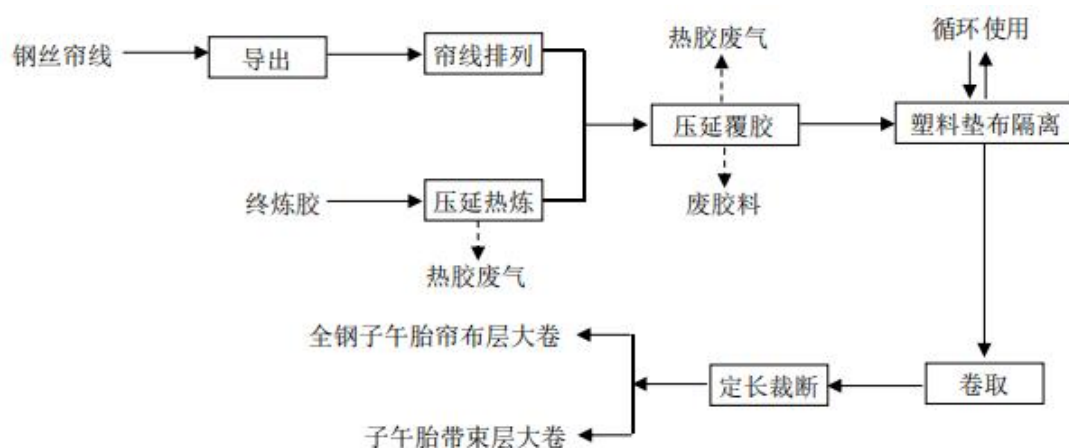 热胶废气
循环使用
钢丝帘线
导出
帘线排列
压延覆胶
塑料垫布隔离
终炼胶
压延热炼
废胶料
热胶废气
全钢子午胎帘布层大卷
定长裁断
卷取
子午胎带束层大卷